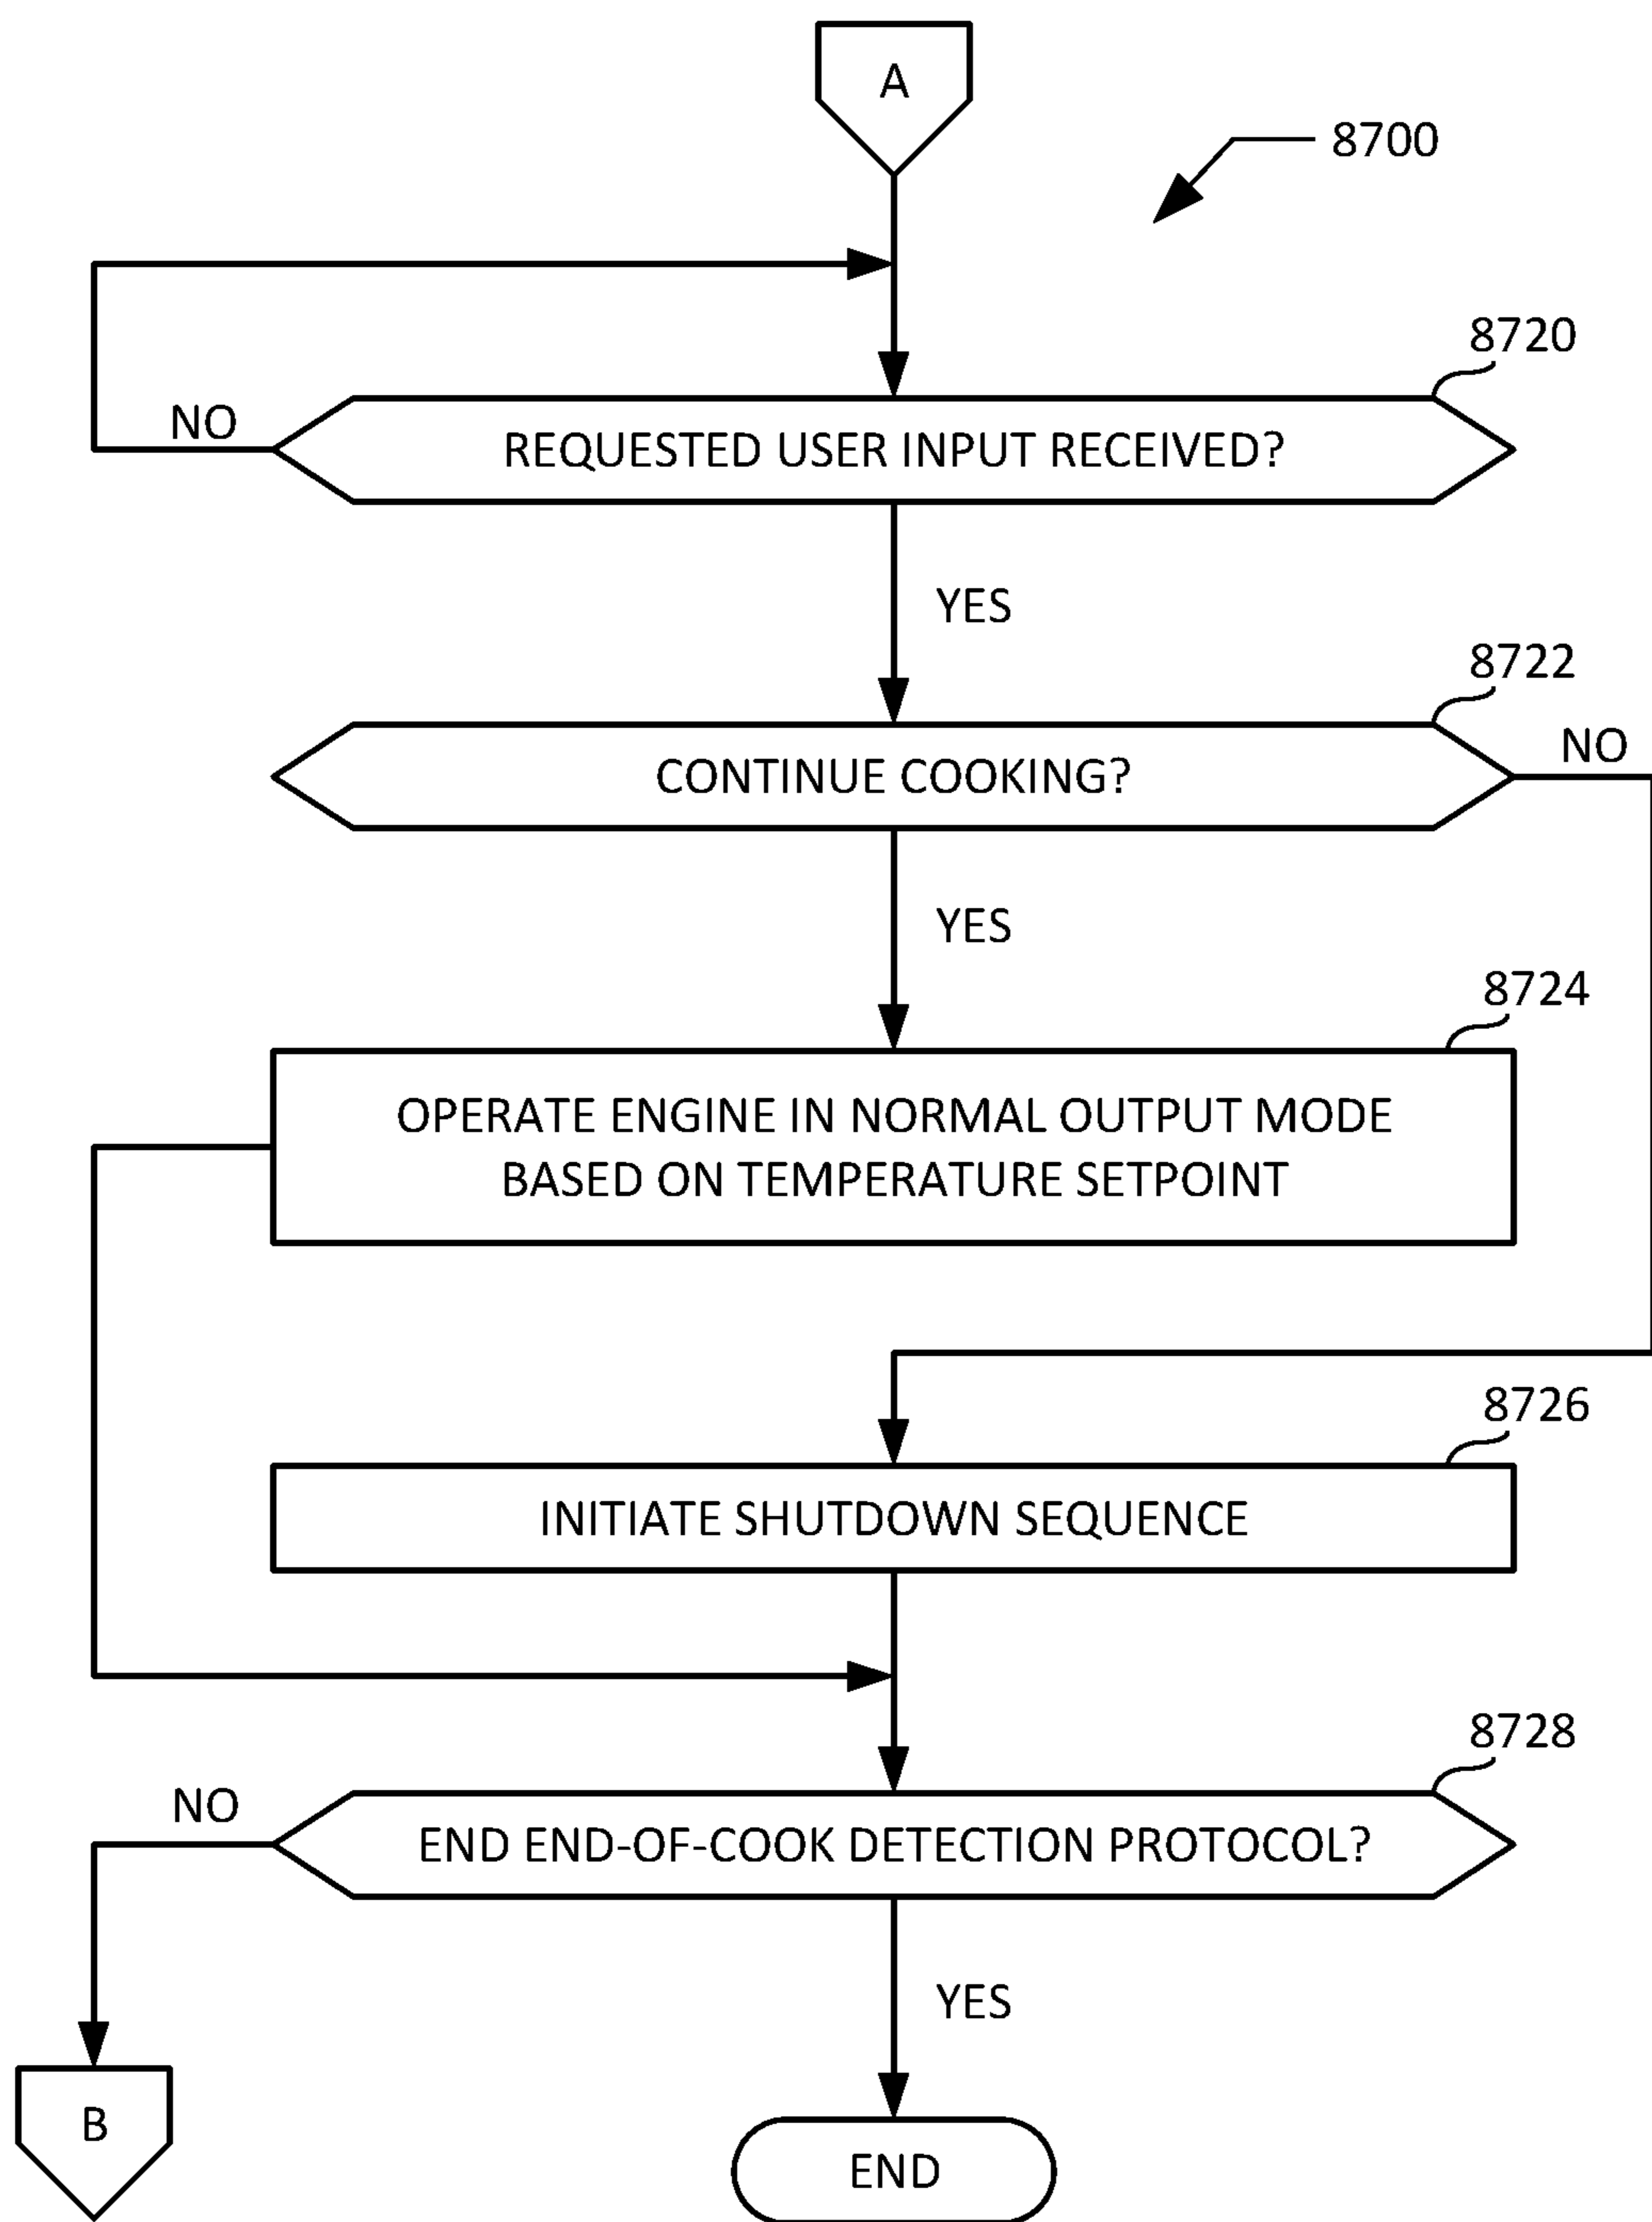 A
8700
8720
NO
REQUESTED USER INPUT RECEIVED?
YES
8722
NO
CONTINUE COOKING?
YES
8724
OPERATE ENGINE IN NORMAL OUTPUT MODE
BASED ON TEMPERATURE SETPOINT
8726
INITIATE SHUTDOWN SEQUENCE
8728
NO
END END-OF-COOK DETECTION PROTOCOL?
YES
B
END